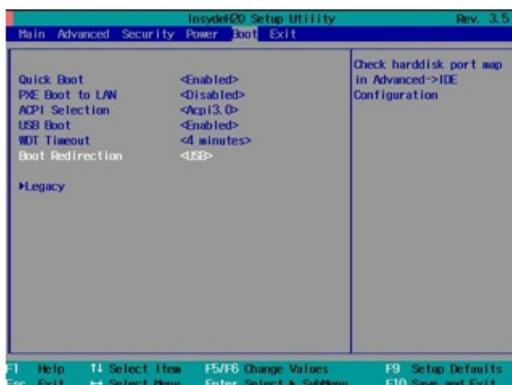 InsydeH2O Setup Utility Rev. 3.5
Main Advanced Security Power Boot Exit
Quick Boot <Enabled>
PXE Boot to LAN <Disabled>
ACPI Selection <Acpi3.0>
USB Boot <Enabled>
WDT Timeout <4 minutes>
Boot Redirection <USB>
▶Legacy
Check harddisk port map
in Advanced->IDE
Configuration
F1 Help ↑↓ Select Item F5/F6 Change Values F9 Setup Defaults
Esc Exit ↔ Select Menu Enter Select ▶ SubMenu F10 Save and Exit